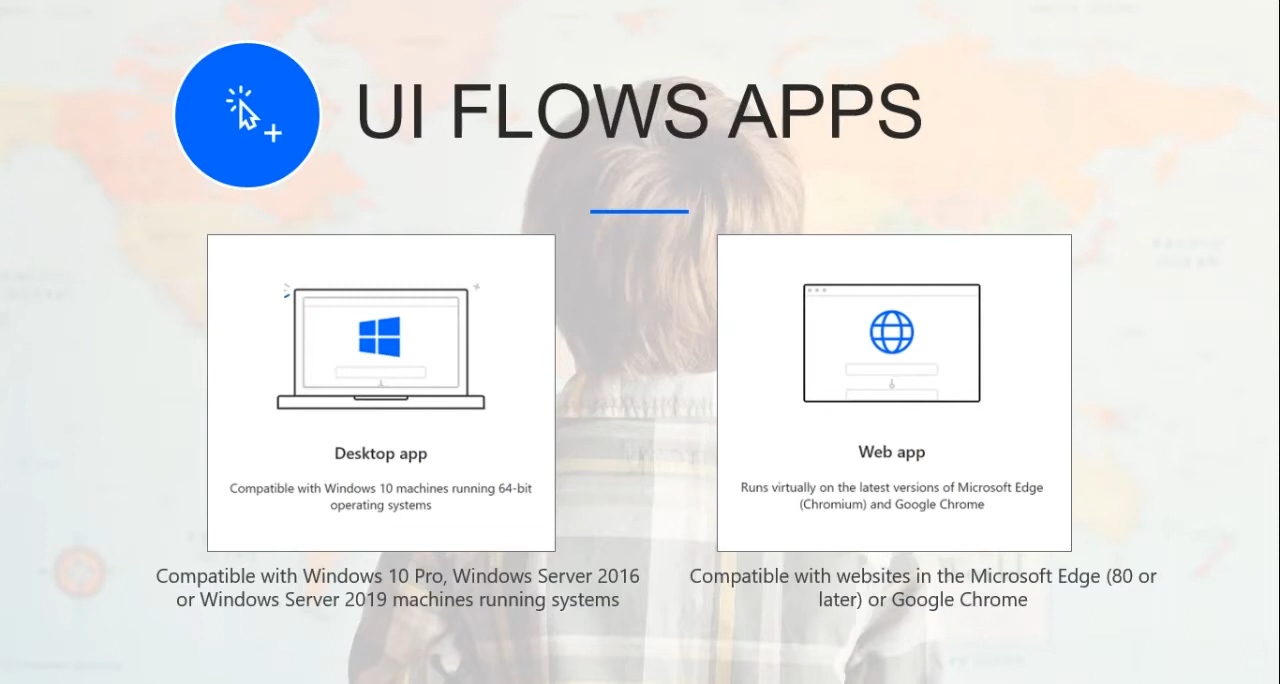 UI FLOWS APPS
Desktop app
Compatible with Windows 10 machines running 64-bit
operating systems
Compatible with Windows 10 Pro, Windows Server 2016
or Windows Server 2019 machines running systems
Web app
Runs virtually on the latest versions of Microsoft Edge
(Chromium) and Google Chrome
Compatible with websites in the Microsoft Edge (80 or
later) or Google Chrome